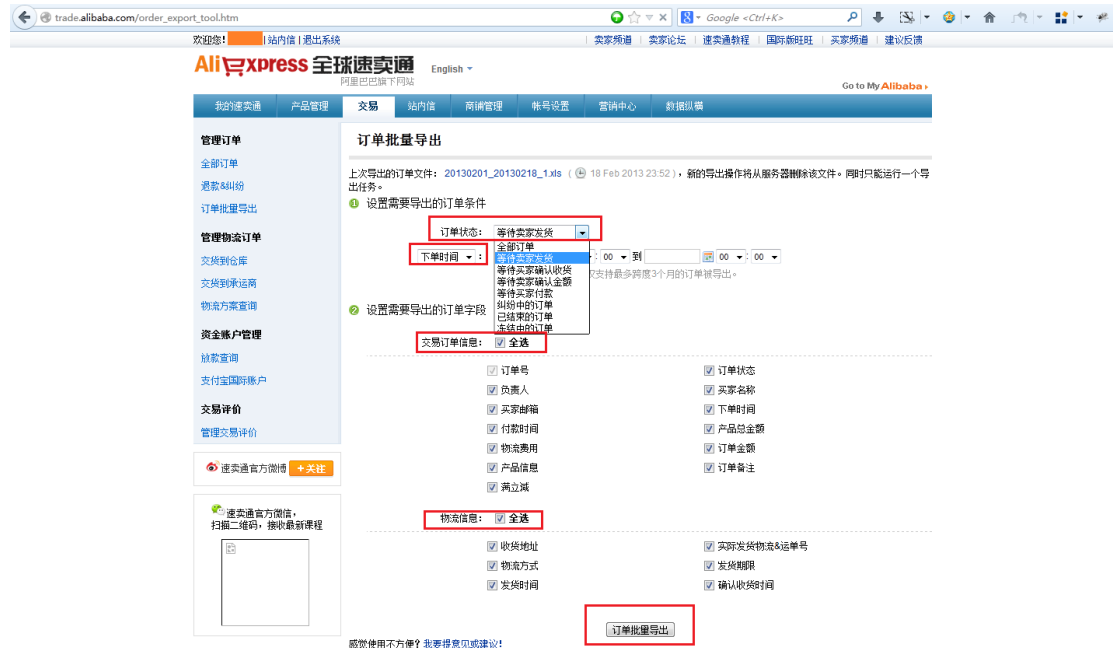 trade.alibaba.com/order_export_tool.htm
Google <Ctrl+K>
欢迎您! | 站内信 | 退出系统
卖家频道 | 卖家论坛 | 速卖通教程 | 国际版旺旺 | 买家频道 | 建议反馈
AliExpress 全球速卖通
阿里巴巴旗下网站
English
Go to My Alibaba
我的速卖通 产品管理 交易 站内信 商铺管理 帐号设置 营销中心 数据纵横
管理订单
全部订单
退款&纠纷
订单批量导出
管理物流订单
交货到仓库
交货到承运商
物流方案查询
资金账户管理
放款查询
支付宝国际账户
交易评价
管理交易评价
速卖通官方微博 +关注
速卖通官方微信,
扫描二维码,接收最新课程
订单批量导出
上次导出的订单文件: 20130201_20130218_1.xls ( 18 Feb 2013 23:52 ),新的导出操作将从服务器删除该文件。同时只能运行一个导
出任务。
1 设置需要导出的订单条件
订单状态: 等待卖家发货
全部订单
等待卖家发货
等待买家确认收货
等待卖家确认金额
等待买家付款
纠纷中的订单
已结束的订单
冻结中的订单
下单时间 : : 00 到 00 : 00
仅支持最多跨度3个月的订单被导出。
2 设置需要导出的订单字段
交易订单信息: 全选
订单号 订单状态
负责人 买家名称
买家邮箱 下单时间
付款时间 产品总金额
物流费用 订单金额
产品信息 订单备注
满立减
物流信息: 全选
收货地址 实际发货物流&运单号
物流方式 发货期限
发货时间 确认收货时间
订单批量导出
感觉使用不方便? 我要提意见或建议!